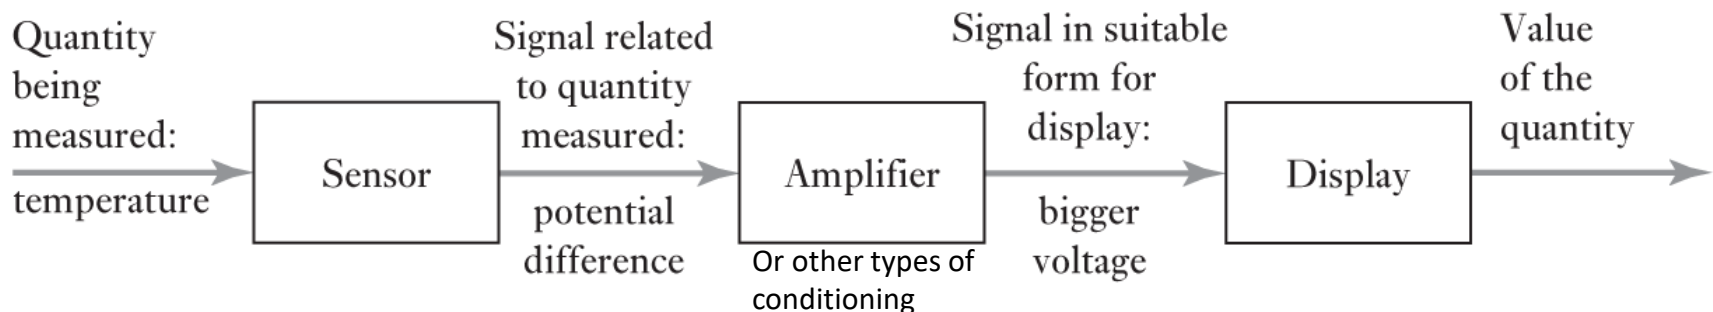 Quantity
being
measured:
temperature
Sensor
Signal related
to quantity
measured:
potential
difference
Amplifier
Or other types of
conditioning
Signal in suitable
form for
display:
bigger
voltage
Display
Value
of the
quantity